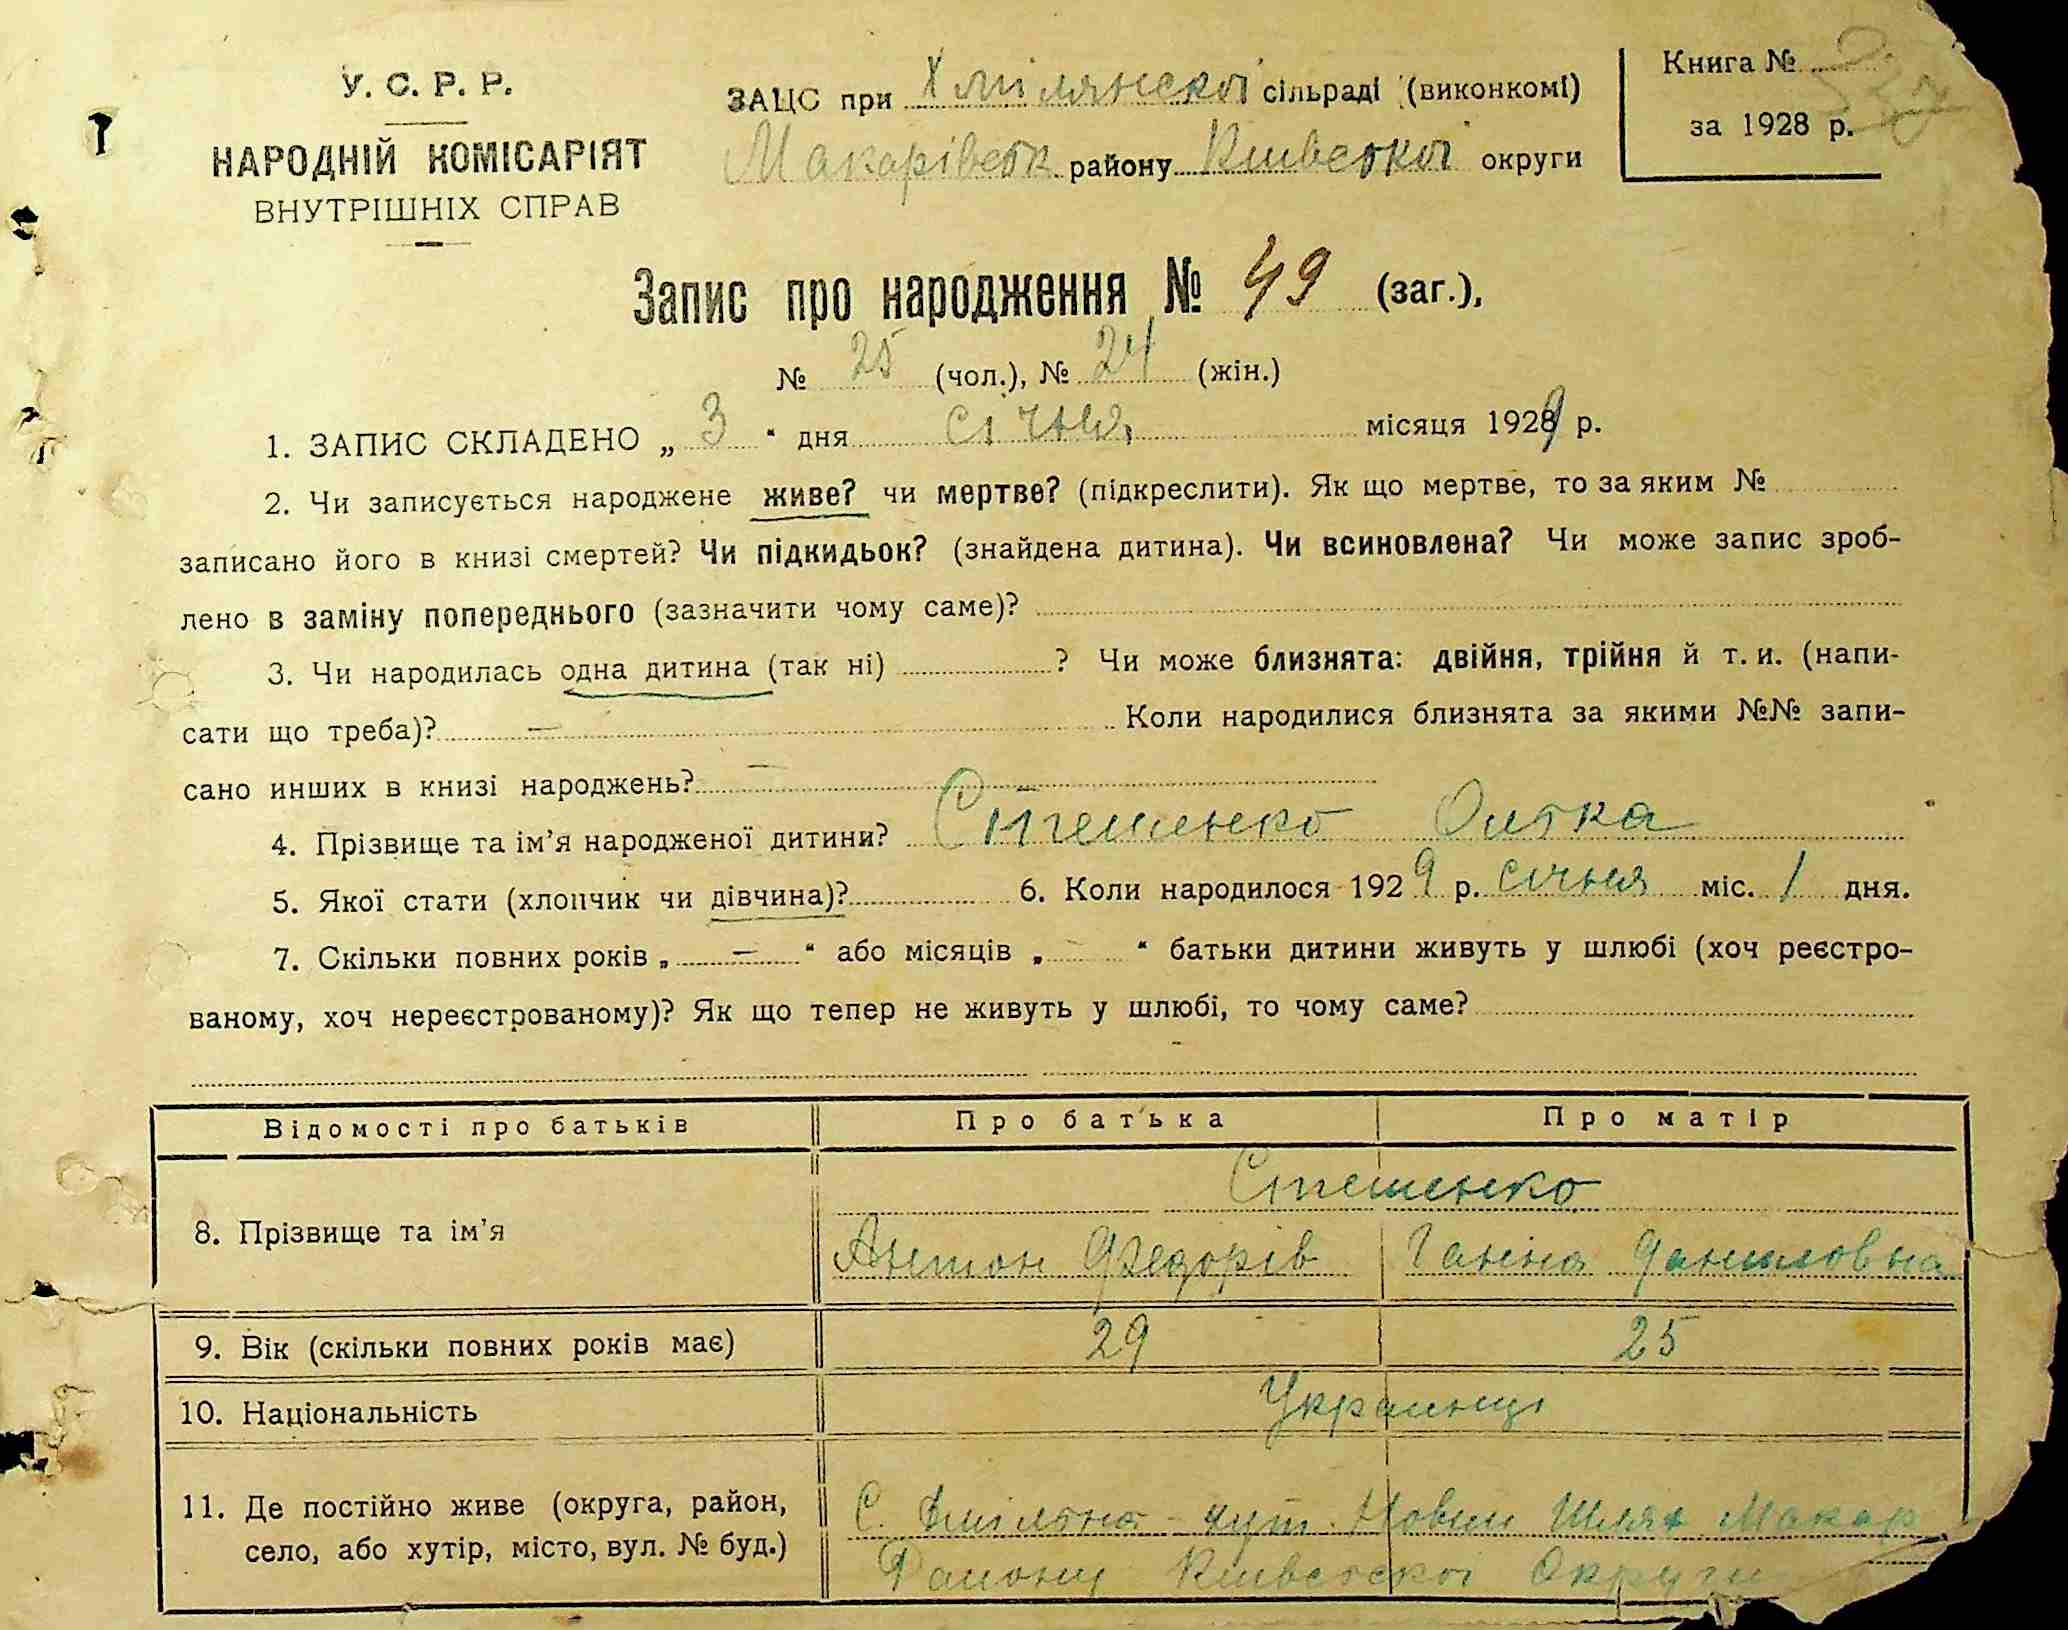 У. С. Р. Р.
НАРОДНІЙ КОМІСАРІЯТ
ВНУТРІШНІХ СПРАВ
ЗАЦС при Хмілянскої сільраді (виконкомі)
Макарівськ району Київської округи
Книга №
за 1928 р.
Запис про народження № 49 (заг.),
№ 25 (чол.), № 24 (жін.)
1. ЗАПИС СКЛАДЕНО „ 3 “ дня січня місяця 1929 р.
2. Чи записується народжене живе? чи мертве? (підкреслити). Як що мертве, то за яким №
записано його в книзі смертей? Чи підкидьок? (знайдена дитина). Чи всиновлена? Чи може запис зроб-
лено в заміну попереднього (зазначити чому саме)?
3. Чи народилась одна дитина (так ні) ? Чи може близнята: двійня, трійня й т. и. (напи-
сати що треба)? — Коли народилися близнята за якими №№ запи-
сано инших в книзі народжень? —
4. Прізвище та ім’я народженої дитини? Стешенко
5. Якої стати (хлопчик чи дівчина)? 6. Коли народилося 1929 р. січня міс. 1 дня.
7. Скільки повних років „ — “ або місяців „ — “ батьки дитини живуть у шлюбі (хоч реєстро-
ваному, хоч нереєстрованому)? Як що тепер не живуть у шлюбі, то чому саме?
Відомості про батьків Про батька Про матір
Стешенко
8. Прізвище та ім’я Антон Федорів Ганна Даниловна
9. Вік (скільки повних років має) 29 25
10. Національність Украинці
11. Де постійно живе (округа, район, С. Хміляна - хут. Новии Шлях Макар
село, або хутір, місто, вул. № буд.) Району Київської Округи